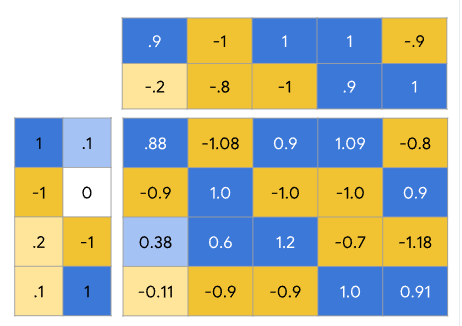 .9 -1 1 1 -.9
-.2 -.8 -1 .9 1
1 .1 .88 -1.08 0.9 1.09 -0.8
-1 0 -0.9 1.0 -1.0 -1.0 0.9
.2 -1 0.38 0.6 1.2 -0.7 -1.18
.1 1 -0.11 -0.9 -0.9 1.0 0.91